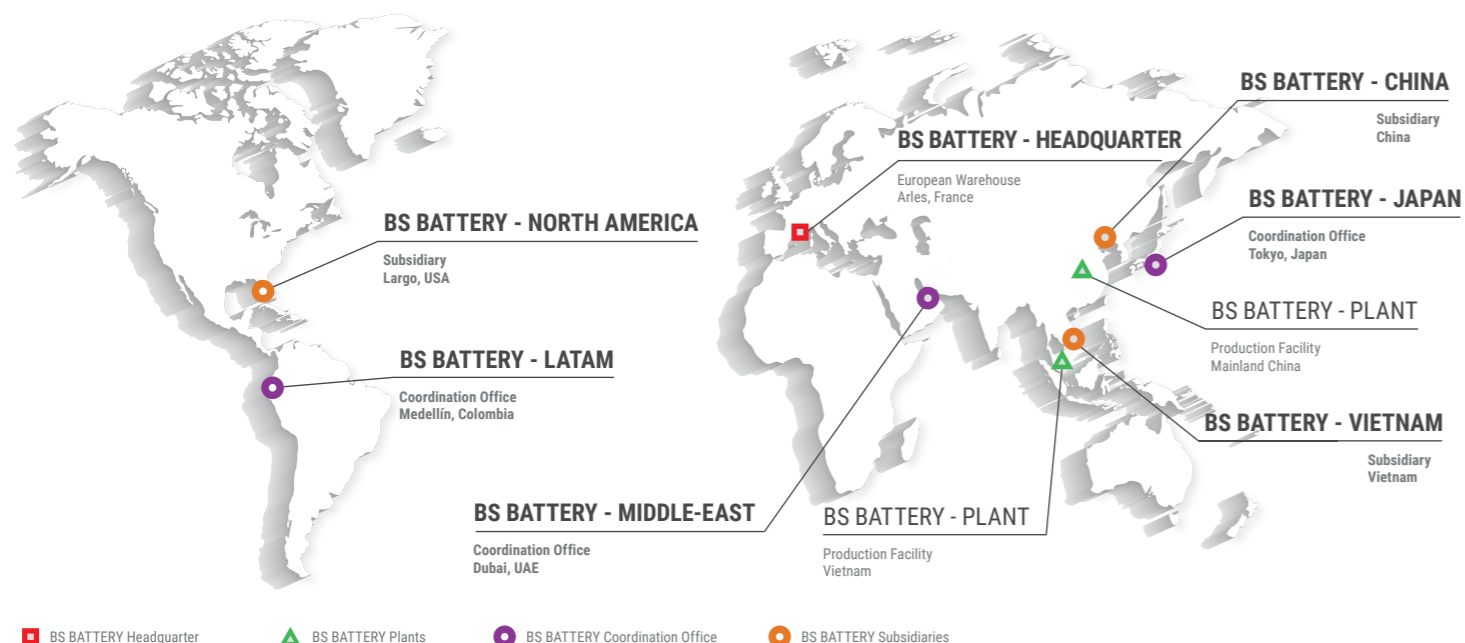 BS BATTERY - CHINA
Subsidiary
China
BS BATTERY - HEADQUARTER
European Warehouse
Arles, France
BS BATTERY - JAPAN
Coordination Office
Tokyo, Japan
BS BATTERY - NORTH AMERICA
Subsidiary
Largo, USA
BS BATTERY - PLANT
Production Facility
Mainland China
BS BATTERY - LATAM
Coordination Office
Medellín, Colombia
BS BATTERY - VIETNAM
Subsidiary
Vietnam
BS BATTERY - MIDDLE-EAST
Coordination Office
Dubai, UAE
BS BATTERY - PLANT
Production Facility
Vietnam
BS BATTERY Headquarter
BS BATTERY Plants
BS BATTERY Coordination Office
BS BATTERY Subsidiaries